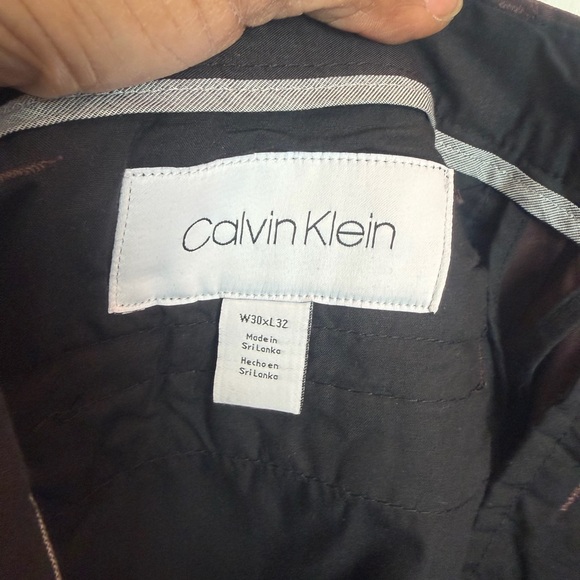 Calvin Klein
W30xL32
Made in
Sri Lanka
Hecho en
Sri Lanka